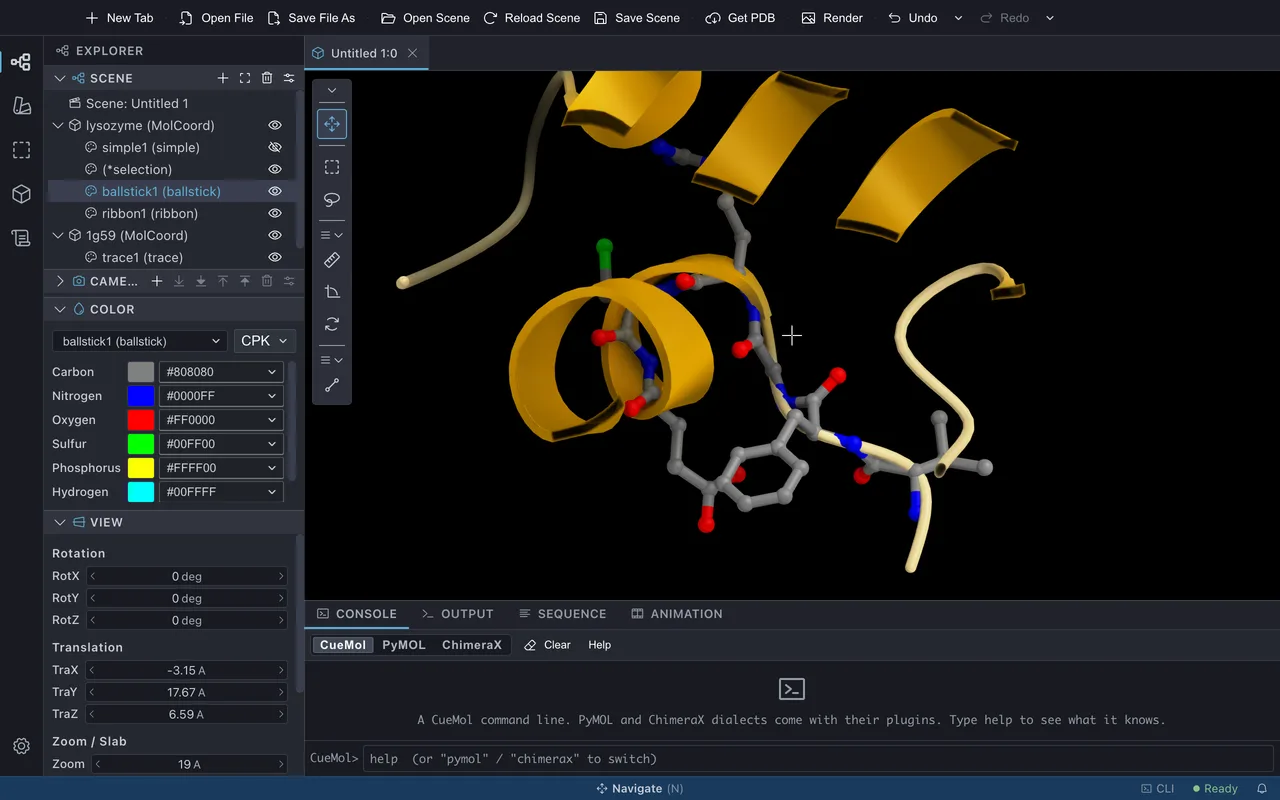 New Tab Open File Save File As Open Scene Reload Scene Save Scene Get PDB Render Undo Redo
EXPLORER
Untitled 1:0
SCENE
Scene: Untitled 1
lysozyme (MolCoord)
simple1 (simple)
(*selection)
ballstick1 (ballstick)
ribbon1 (ribbon)
1g59 (MolCoord)
trace1 (trace)
CAME...
COLOR
ballstick1 (ballstick) CPK
Carbon #808080
Nitrogen #0000FF
Oxygen #FF0000
Sulfur #00FF00
Phosphorus #FFFF00
Hydrogen #00FFFF
VIEW
Rotation
RotX 0 deg
RotY 0 deg
RotZ 0 deg
Translation
TraX -3.15 A
TraY 17.67 A
TraZ 6.59 A
Zoom / Slab
Zoom 19 A
CONSOLE OUTPUT SEQUENCE ANIMATION
CueMol PyMOL ChimeraX Clear Help
A CueMol command line. PyMOL and ChimeraX dialects come with their plugins. Type help to see what it knows.
CueMol> help (or "pymol" / "chimerax" to switch)
Navigate (N) CLI Ready